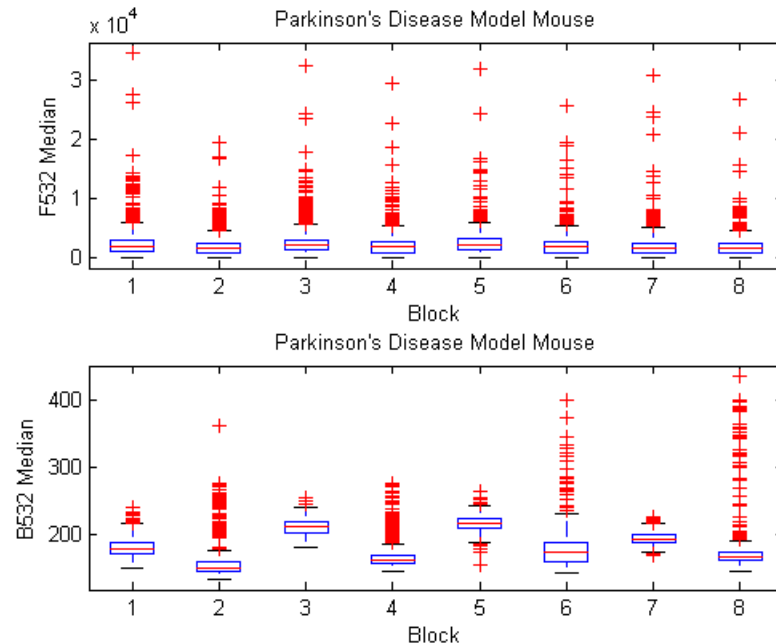 Parkinson's Disease Model Mouse
x 10^4
3
2
1
0
F532 Median
1 2 3 4 5 6 7 8
Block
Parkinson's Disease Model Mouse
400
300
200
B532 Median
1 2 3 4 5 6 7 8
Block